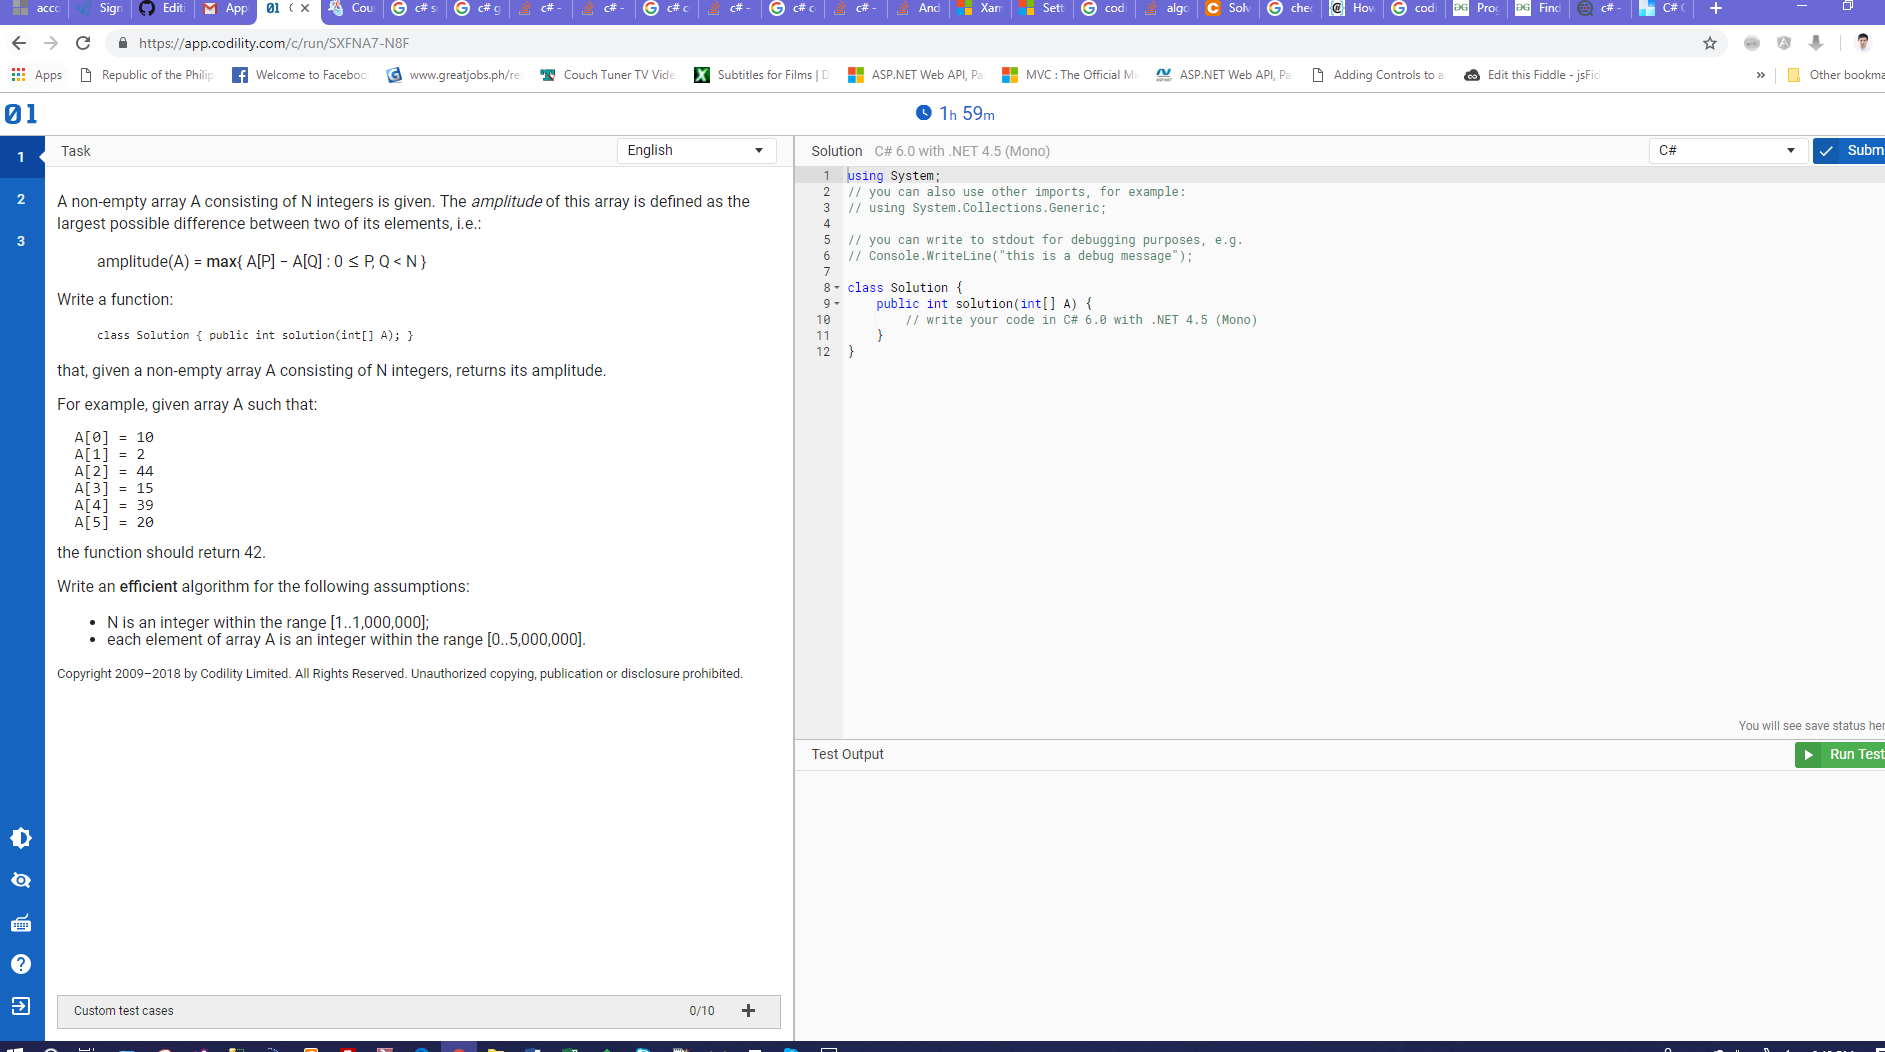 acco Sign Editi App 01 ( Cou c# s c# g c# - c# - c# c c# - c# c c# - And Xam Sett codi algo Solv chec How codi Prog Find c# - C# (
https://app.codility.com/c/run/SXFNA7-N8F
Apps Republic of the Philip Welcome to Faceboo www.greatjobs.ph/re Couch Tuner TV Vide Subtitles for Films | D ASP.NET Web API, Pa MVC : The Official Mi ASP.NET Web API, Pa Adding Controls to a Edit this Fiddle - jsFid » Other bookma
01
1h 59m
1
2
3
Task English
A non-empty array A consisting of N integers is given. The amplitude of this array is defined as the
largest possible difference between two of its elements, i.e.:
amplitude(A) = max{ A[P] − A[Q] : 0 ≤ P, Q < N }
Write a function:
class Solution { public int solution(int[] A); }
that, given a non-empty array A consisting of N integers, returns its amplitude.
For example, given array A such that:
A[0] = 10
A[1] = 2
A[2] = 44
A[3] = 15
A[4] = 39
A[5] = 20
the function should return 42.
Write an efficient algorithm for the following assumptions:
• N is an integer within the range [1..1,000,000];
• each element of array A is an integer within the range [0..5,000,000].
Copyright 2009–2018 by Codility Limited. All Rights Reserved. Unauthorized copying, publication or disclosure prohibited.
Custom test cases 0/10 +
Solution C# 6.0 with .NET 4.5 (Mono) C# Subm
1 using System;
2 // you can also use other imports, for example:
3 // using System.Collections.Generic;
4
5 // you can write to stdout for debugging purposes, e.g.
6 // Console.WriteLine("this is a debug message");
7
8 class Solution {
9 public int solution(int[] A) {
10 // write your code in C# 6.0 with .NET 4.5 (Mono)
11 }
12 }
You will see save status her
Test Output Run Test